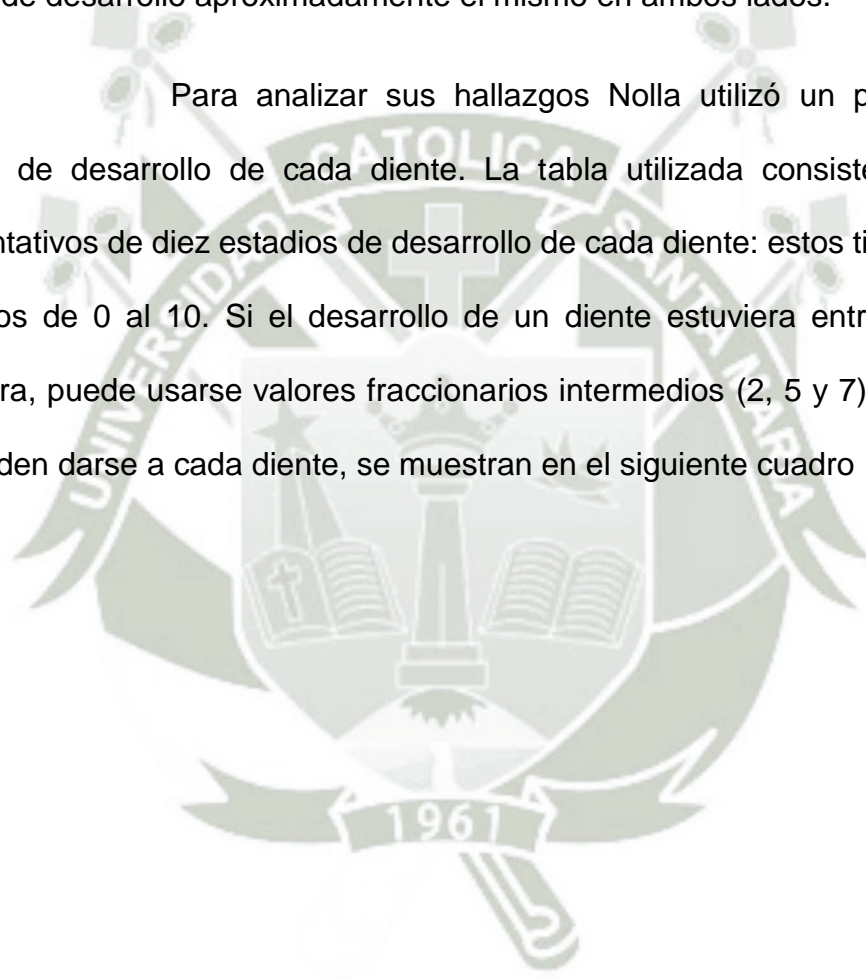 de desarrollo aproximadamente el mismo en ambos lados.
Para analizar sus hallazgos Nolla utilizó un p
de desarrollo de cada diente. La tabla utilizada consiste
ntativos de diez estadios de desarrollo de cada diente: estos ti
os de 0 al 10. Si el desarrollo de un diente estuviera entr
ra, puede usarse valores fraccionarios intermedios (2, 5 y 7)
den darse a cada diente, se muestran en el siguiente cuadro
UNIVERSIDAD CATOLICA SANTA MARIA
1961